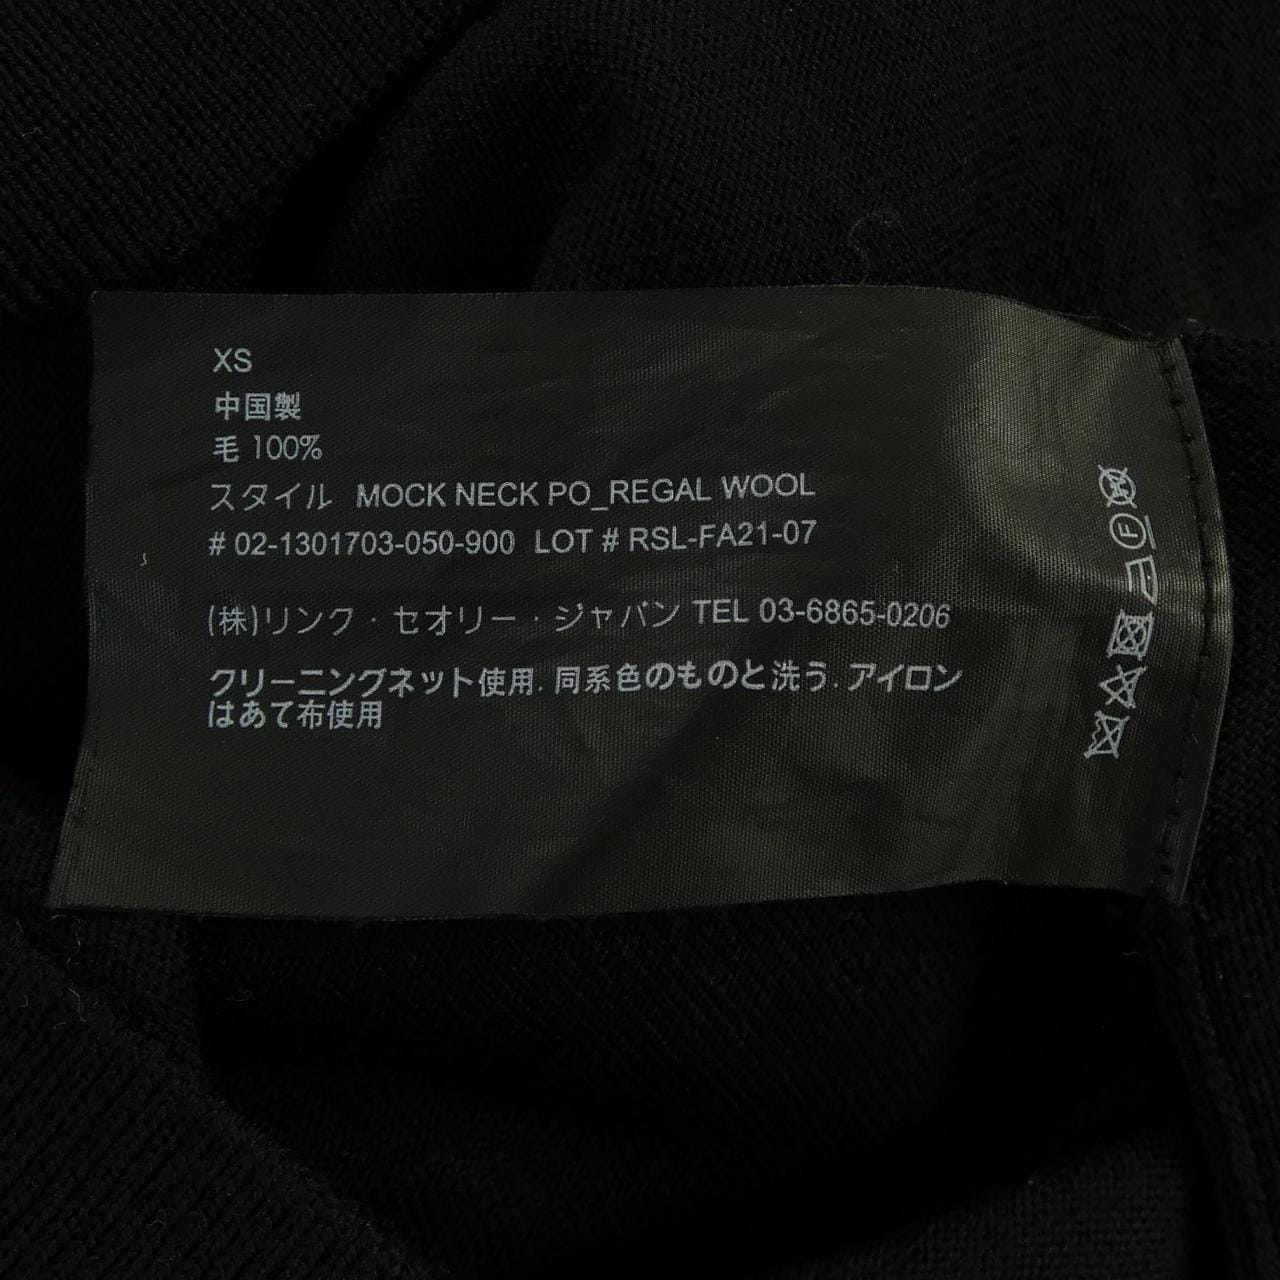 XS
中国製
毛 100%
スタイル MOCK NECK PO_REGAL WOOL
# 02-1301703-050-900 LOT # RSL-FA21-07
(株)リンク・セオリー・ジャパン TEL 03-6865-0206
クリーニングネット使用. 同系色のものと洗う. アイロン
はあて布使用